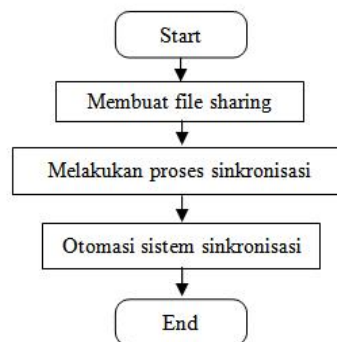 Start
Membuat file sharing
Melakukan proses sinkronisasi
Otomasi sistem sinkronisasi
End